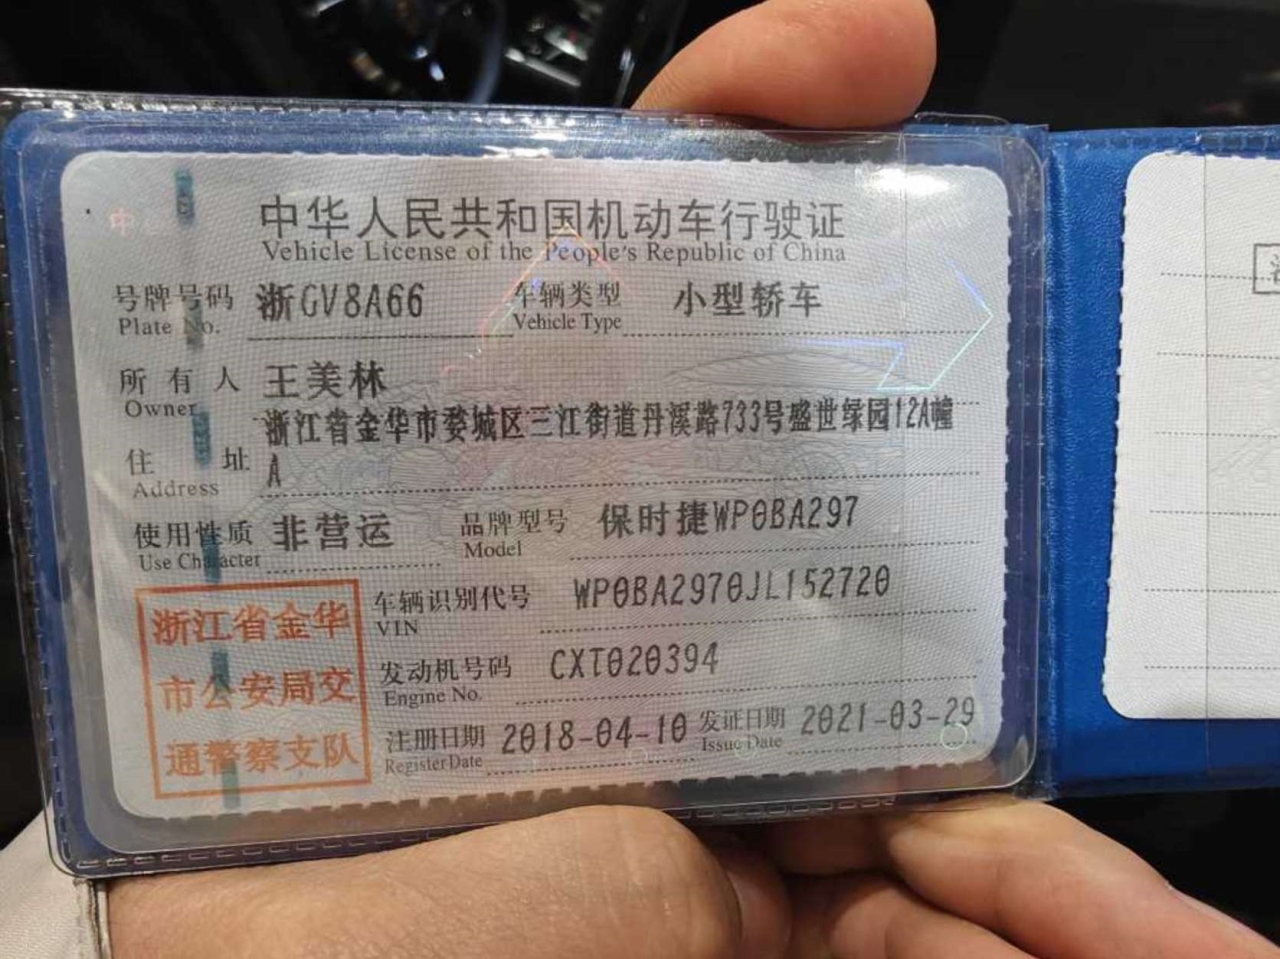 中华人民共和国机动车行驶证
Vehicle License of the People's Republic of China
号牌号码 浙GV8A66 车辆类型 小型轿车
Plate No. Vehicle Type
所有人 王美林
Owner
浙江省金华市婺城区三江街道丹溪路733号盛世绿园12A幢
住址 A
Address
使用性质 非营运 品牌型号 保时捷WP0BA297
Use Character Model
车辆识别代号 WP0BA2970JL152720
VIN
发动机号码 CXT020394
Engine No.
注册日期 2018-04-10 发证日期 2021-03-29
Register Date Issue Date
浙江省金华
市公安局交
通警察支队